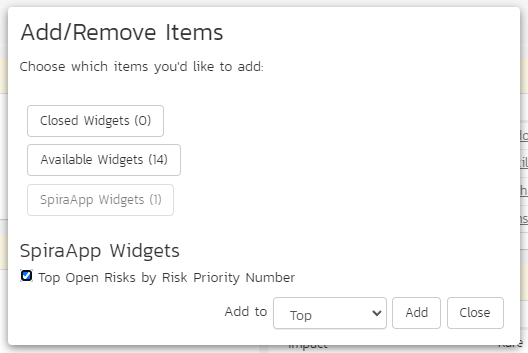 Add/Remove Items
Choose which items you'd like to add:
Closed Widgets (0)
Available Widgets (14)
SpiraApp Widgets (1)
SpiraApp Widgets
Top Open Risks by Risk Priority Number
Add to Top Add Close
Impact